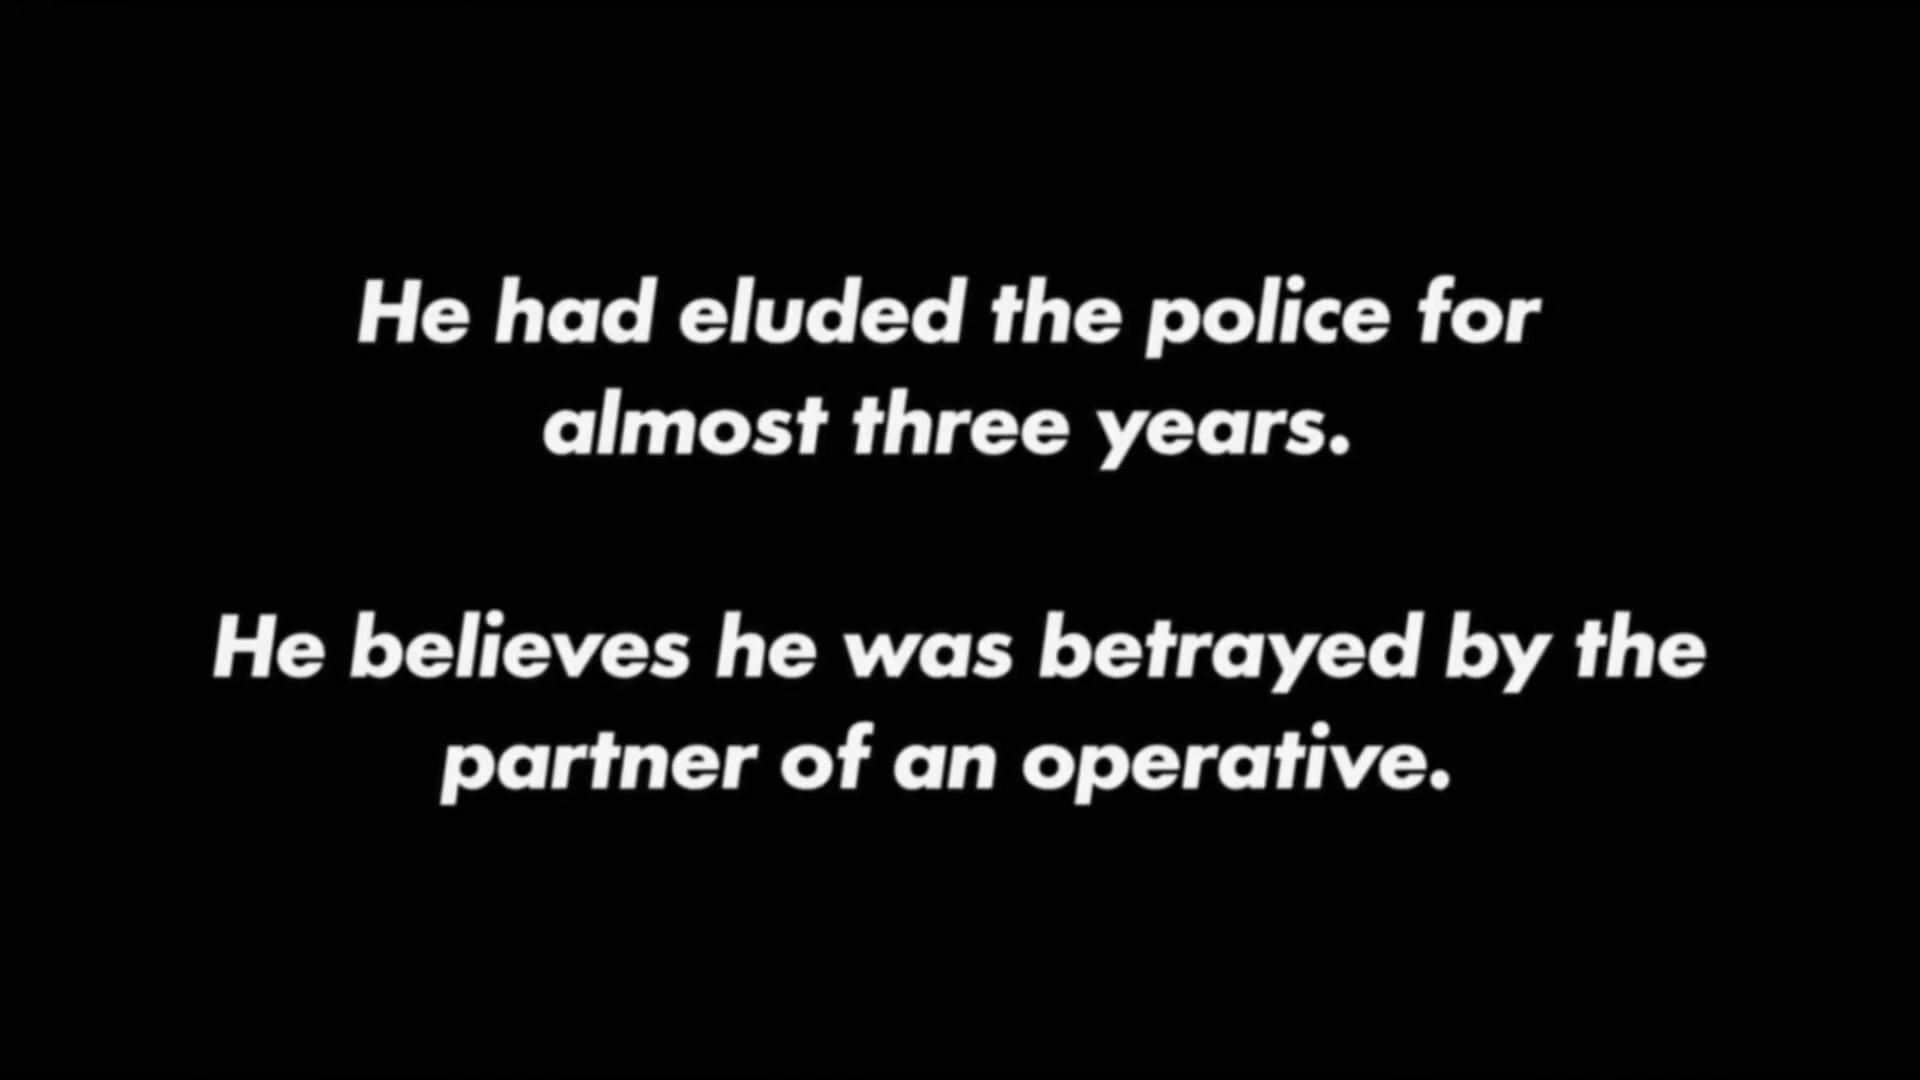 He had eluded the police for
almost three years.
He believes he was betrayed by the
partner of an operative.